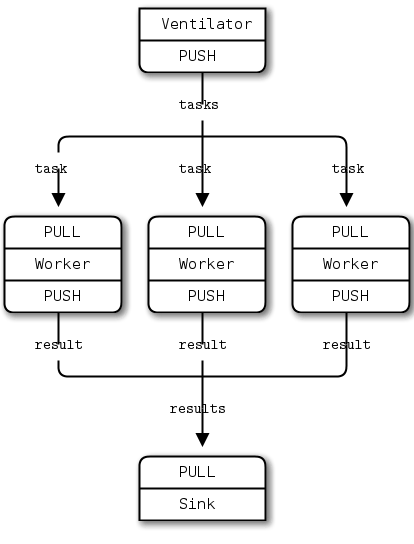 Ventilator
PUSH
tasks
task task task
PULL PULL PULL
Worker Worker Worker
PUSH PUSH PUSH
result result result
results
PULL
Sink